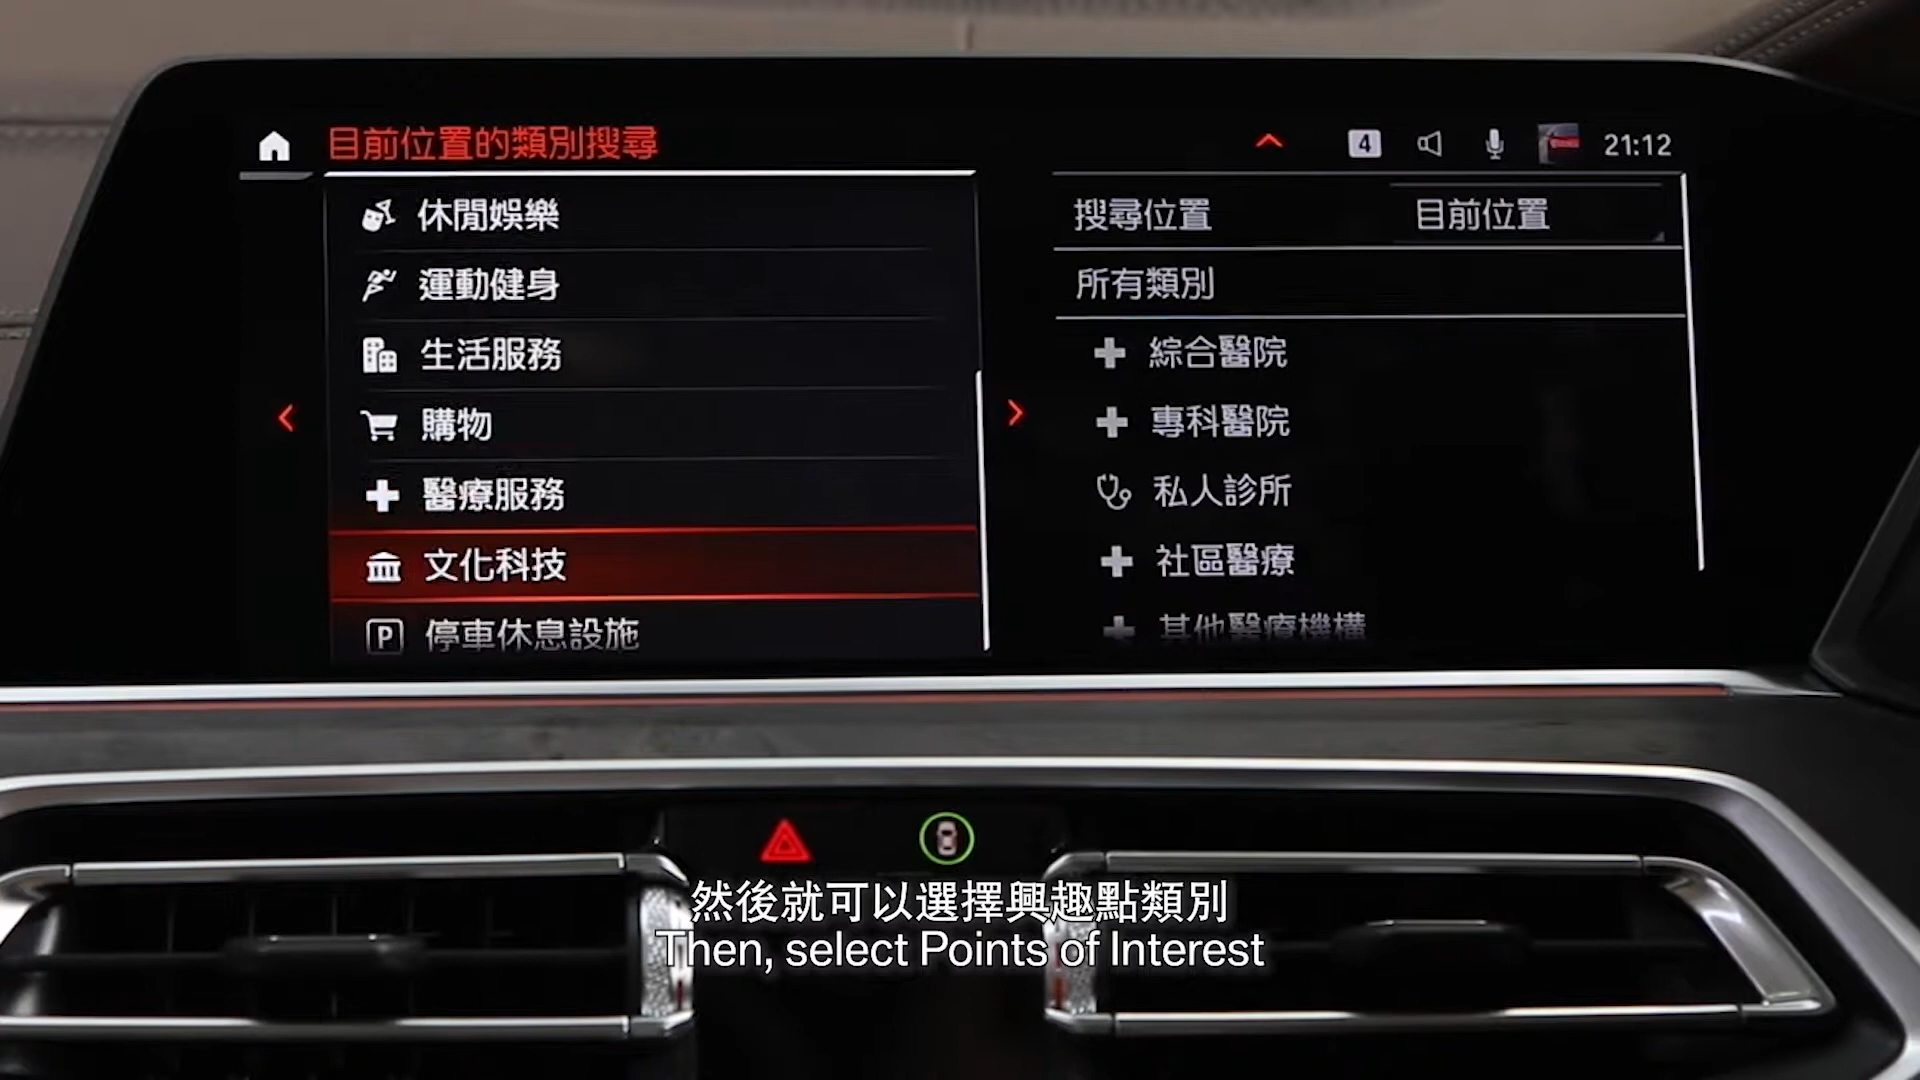 目前位置的類別搜尋
4
21:12
休閒娛樂
運動健身
生活服務
購物
醫療服務
文化科技
P 停車休息設施
搜尋位置 目前位置
所有類別
綜合醫院
專科醫院
私人診所
社區醫療
其他醫療機構
然後就可以選擇興趣點類別
Then, select Points of Interest